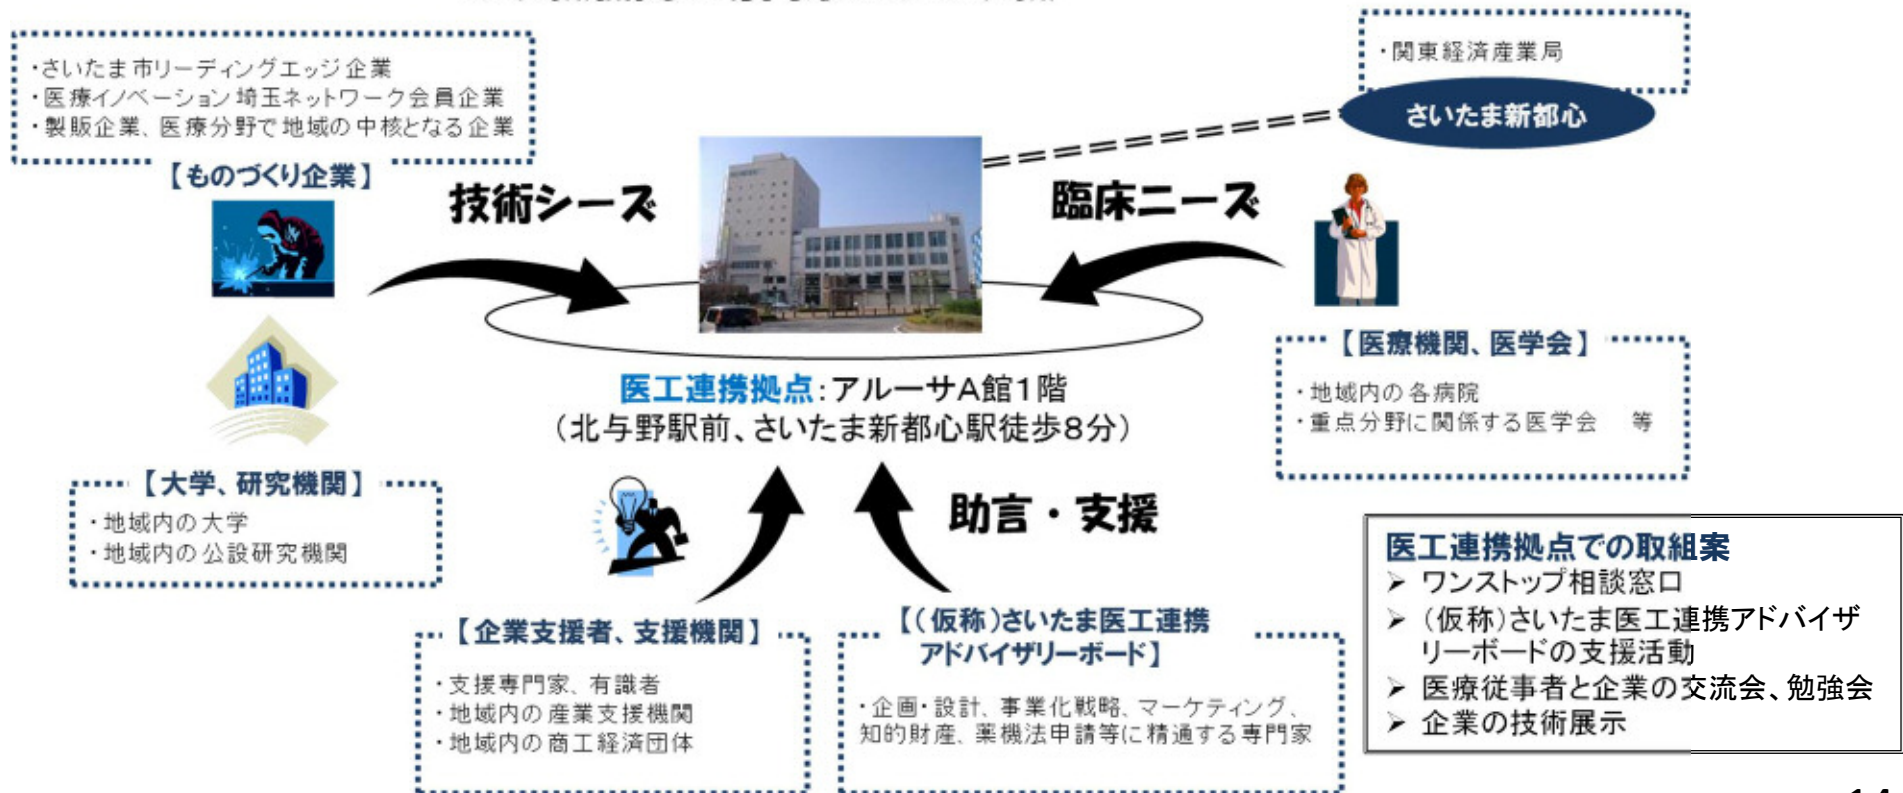 ・さいたま市リーディングエッジ企業
・医療イノベーション埼玉ネットワーク会員企業
・製販企業、医療分野で地域の中核となる企業
【ものづくり企業】
技術シーズ
・関東経済産業局
さいたま新都心
臨床ニーズ
【医療機関、医学会】
・地域内の各病院
・重点分野に関係する医学会　等
医工連携拠点：アルーサA館1階
（北与野駅前、さいたま新都心駅徒歩8分）
【大学、研究機関】
・地域内の大学
・地域内の公設研究機関
助言・支援
【企業支援者、支援機関】
・支援専門家、有識者
・地域内の産業支援機関
・地域内の商工経済団体
【（仮称）さいたま医工連携
アドバイザリーボード】
・企画・設計、事業化戦略、マーケティング、
知的財産、薬機法申請等に精通する専門家
医工連携拠点での取組案
➢ ワンストップ相談窓口
➢ （仮称）さいたま医工連携アドバイザ
リーボードの支援活動
➢ 医療従事者と企業の交流会、勉強会
➢ 企業の技術展示